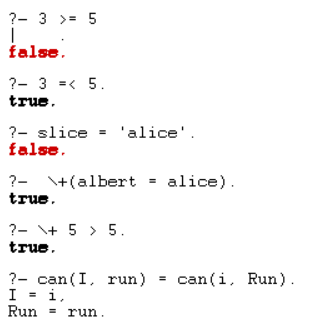 ?- 3 >= 5
|    .
false.
?- 3 =< 5.
true.
?- slice = 'alice'.
false.
?-  \+(albert = alice).
true.
?- \+ 5 > 5.
true.
?- can(I, run) = can(i, Run).
I = i,
Run = run.